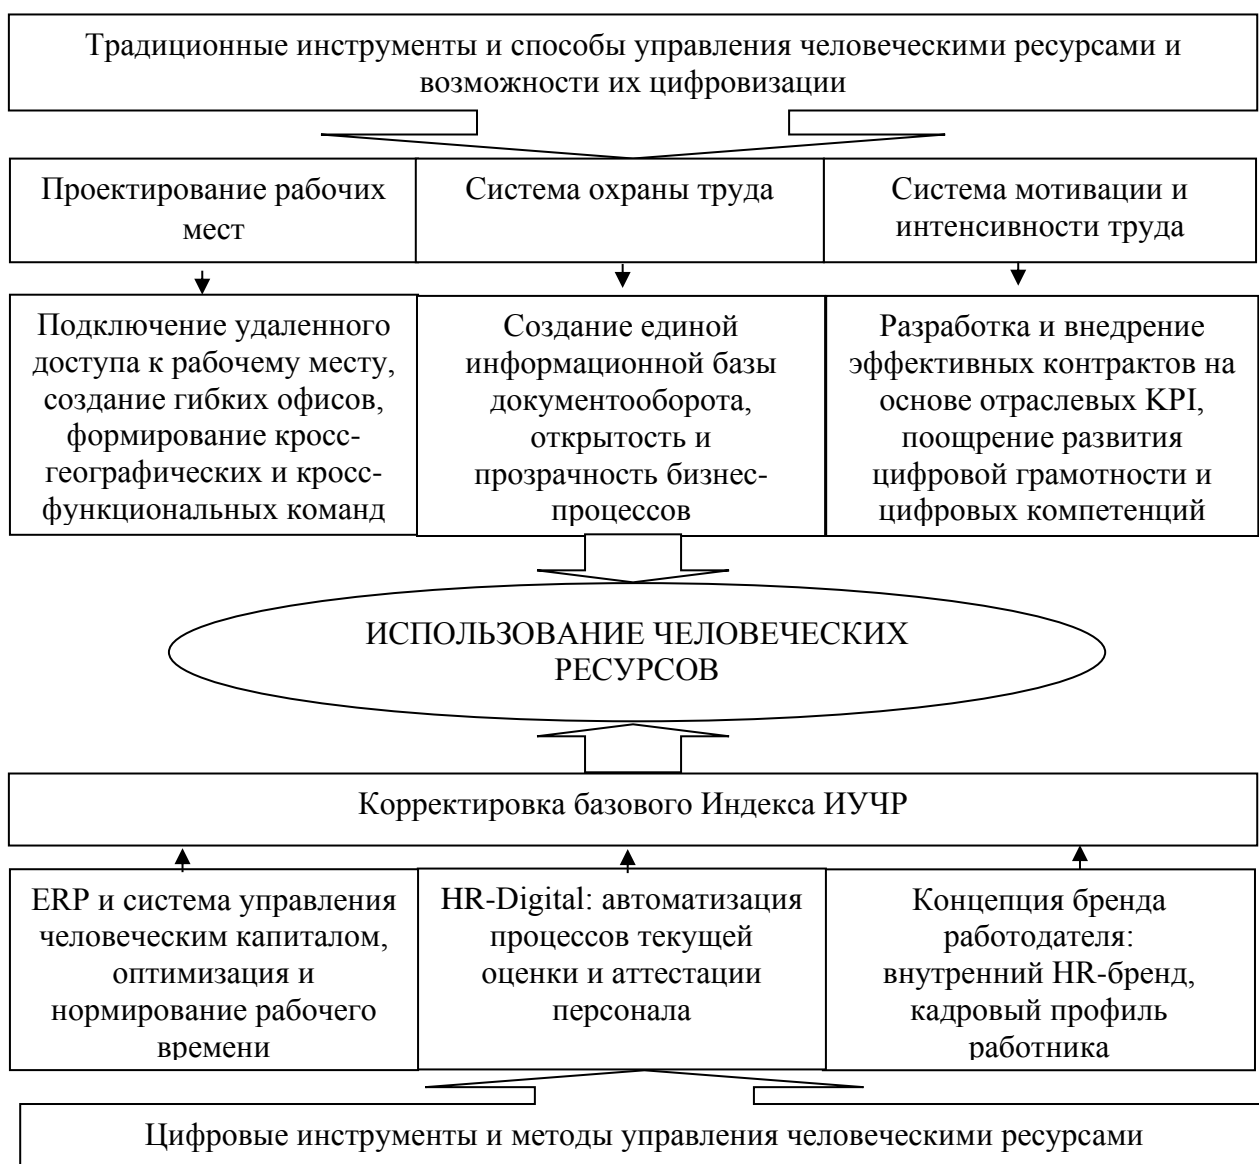 Традиционные инструменты и способы управления человеческими ресурсами и
возможности их цифровизации
Проектирование рабочих
мест
Система охраны труда
Система мотивации и
интенсивности труда
Подключение удаленного
доступа к рабочему месту,
создание гибких офисов,
формирование кросс-
географических и кросс-
функциональных команд
Создание единой
информационной базы
документооборота,
открытость и
прозрачность бизнес-
процессов
Разработка и внедрение
эффективных контрактов на
основе отраслевых KPI,
поощрение развития
цифровой грамотности и
цифровых компетенций
ИСПОЛЬЗОВАНИЕ ЧЕЛОВЕЧЕСКИХ
РЕСУРСОВ
Корректировка базового Индекса ИУЧР
ERP и система управления
человеческим капиталом,
оптимизация и
нормирование рабочего
времени
HR-Digital: автоматизация
процессов текущей
оценки и аттестации
персонала
Концепция бренда
работодателя:
внутренний HR-бренд,
кадровый профиль
работника
Цифровые инструменты и методы управления человеческими ресурсами